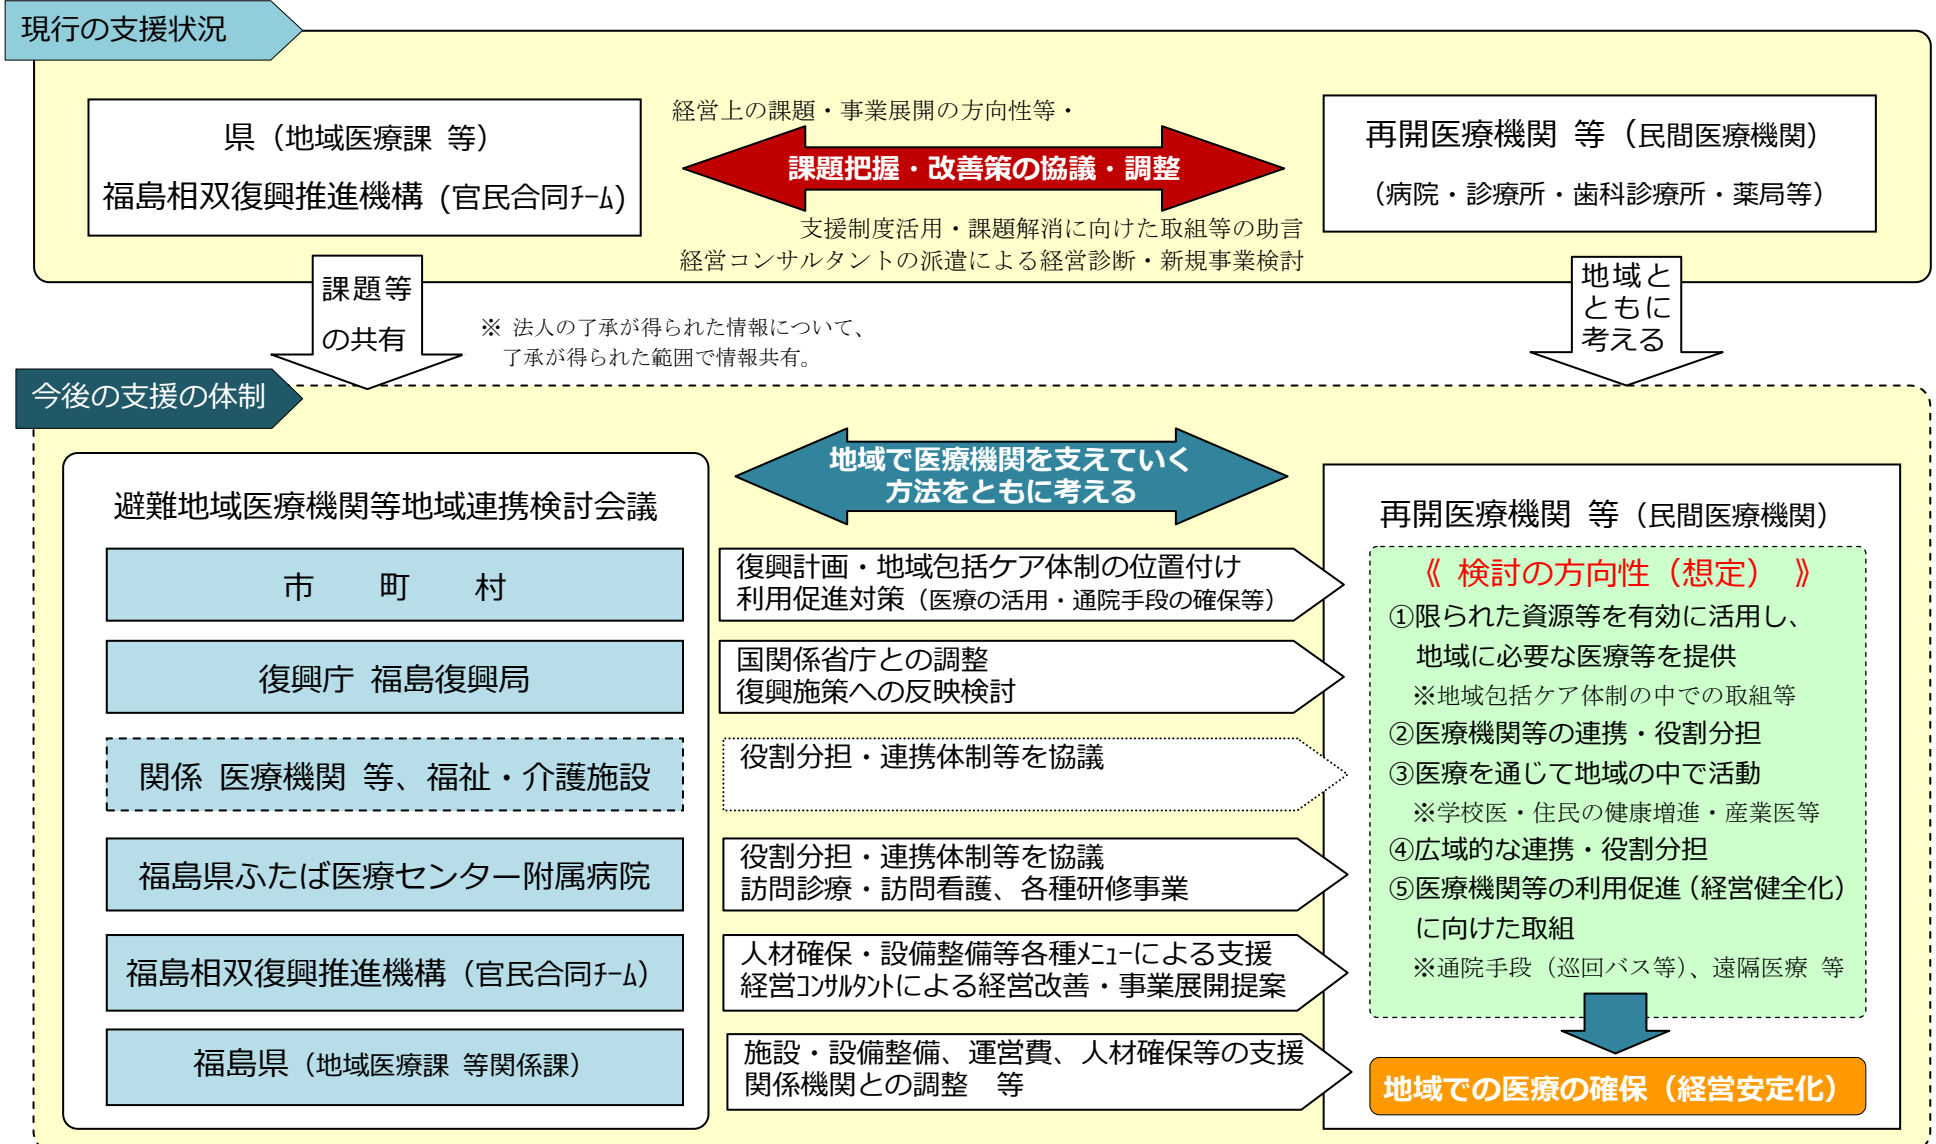 現行の支援状況
県（地域医療課 等）
福島相双復興推進機構（官民合同ﾁｰﾑ）
経営上の課題・事業展開の方向性等・
課題把握・改善策の協議・調整
支援制度活用・課題解消に向けた取組等の助言
経営コンサルタントの派遣による経営診断・新規事業検討
再開医療機関 等（民間医療機関）
（病院・診療所・歯科診療所・薬局等）
課題等
の共有
※ 法人の了承が得られた情報について、
了承が得られた範囲で情報共有。
地域と
ともに
考える
今後の支援の体制
避難地域医療機関等地域連携検討会議
市 町 村
復興庁 福島復興局
関係 医療機関 等、福祉・介護施設
福島県ふたば医療センター附属病院
福島相双復興推進機構（官民合同ﾁｰﾑ）
福島県（地域医療課 等関係課）
地域で医療機関を支えていく
方法をともに考える
復興計画・地域包括ケア体制の位置付け
利用促進対策（医療の活用・通院手段の確保等）
国関係省庁との調整
復興施策への反映検討
役割分担・連携体制等を協議
役割分担・連携体制等を協議
訪問診療・訪問看護、各種研修事業
人材確保・設備整備等各種ﾒﾆｭｰによる支援
経営ｺﾝｻﾙﾀﾝﾄによる経営改善・事業展開提案
施設・設備整備、運営費、人材確保等の支援
関係機関との調整　等
再開医療機関 等（民間医療機関）
《 検討の方向性（想定） 》
①限られた資源等を有効に活用し、
地域に必要な医療等を提供
※地域包括ケア体制の中での取組等
②医療機関等の連携・役割分担
③医療を通じて地域の中で活動
※学校医・住民の健康増進・産業医等
④広域的な連携・役割分担
⑤医療機関等の利用促進（経営健全化）
に向けた取組
※通院手段（巡回バス等）、遠隔医療 等
地域での医療の確保（経営安定化）